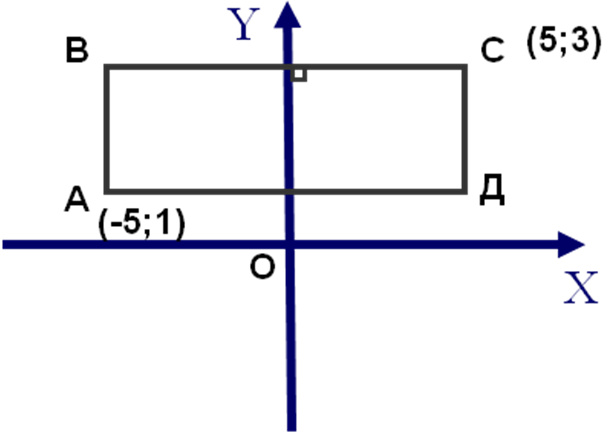 Y
В
С (5;3)
А
Д
(-5;1)
О
X